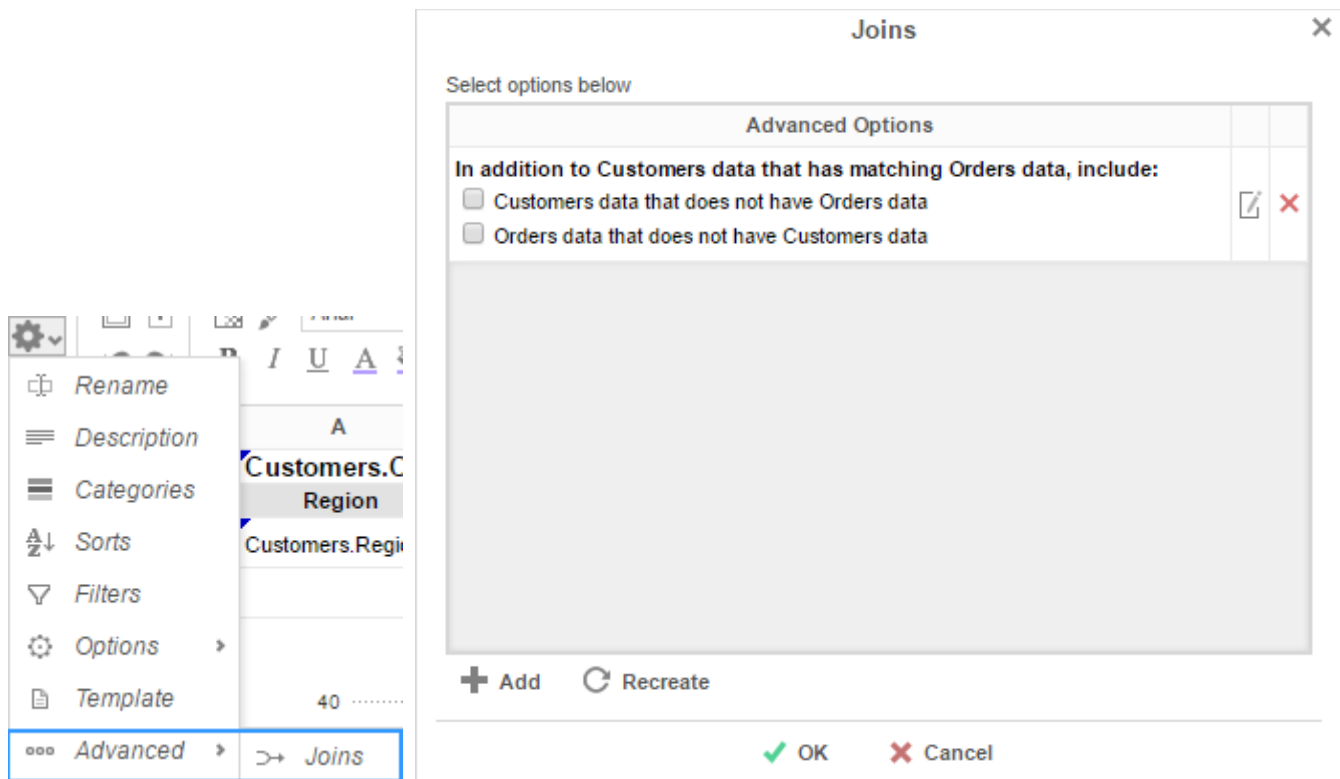 Joins
Select options below
Advanced Options
In addition to Customers data that has matching Orders data, include:
Customers data that does not have Orders data
Orders data that does not have Customers data
Add Recreate
OK Cancel
I U A
Rename
Description
Categories
Sorts
Filters
Options
Template
Advanced
Joins
A
Customers.
Region
40